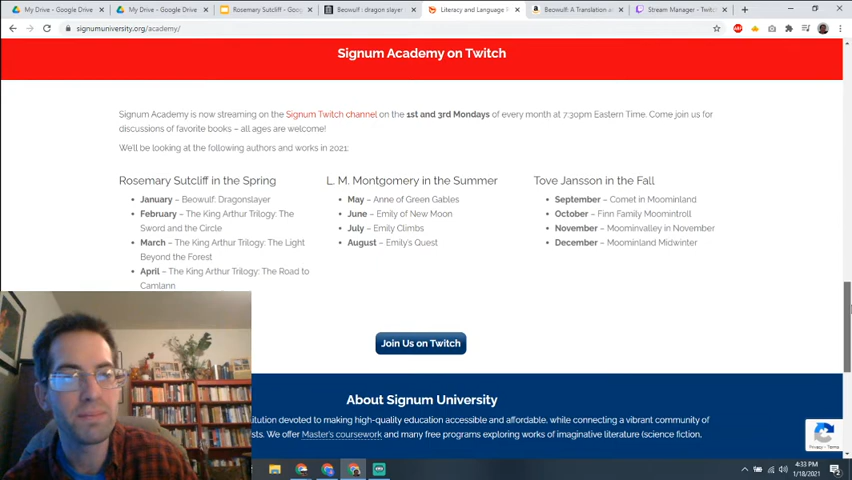 My Drive - Google Drive
My Drive - Google Drive
Rosemary Sutcliff - Goo
Beowulf : dragon slayer
Literacy and Language
Beowulf: A Translation a
Stream Manager - Twitc
signumuniversity.org/academy/
Signum Academy on Twitch
Signum Academy is now streaming on the Signum Twitch channel on the 1st and 3rd Mondays of every month at 7:30pm Eastern Time. Come join us for
discussions of favorite books – all ages are welcome!
We'll be looking at the following authors and works in 2021:
Rosemary Sutcliff in the Spring
• January – Beowulf: Dragonslayer
• February – The King Arthur Trilogy: The
Sword and the Circle
• March – The King Arthur Trilogy: The Light
Beyond the Forest
• April – The King Arthur Trilogy: The Road to
Camlann
L. M. Montgomery in the Summer
• May – Anne of Green Gables
• June – Emily of New Moon
• July – Emily Climbs
• August – Emily's Quest
Tove Jansson in the Fall
• September – Comet in Moominland
• October – Finn Family Moomintroll
• November – Moominvalley in November
• December – Moominland Midwinter
Join Us on Twitch
About Signum University
itution devoted to making high-quality education accessible and affordable, while connecting a vibrant community of
sts. We offer Master's coursework and many free programs exploring works of imaginative literature (science fiction,
Privacy - Terms
4:33 PM
1/18/2021
2